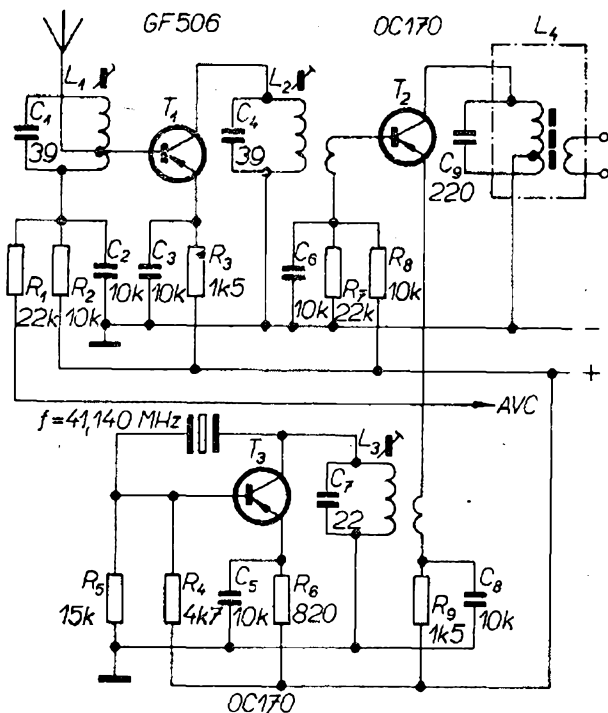 GF506
OC170
L1
L2
L4
T1
T2
C1
39
C4
39
C9
220
R1
22k
R2
10k
C2
10k
C3
10k
R3
1k5
C6
10k
R7
22k
R8
10k
−
+
AVC
f=41,140 MHz
T3
L3
C7
22
R5
15k
R4
4k7
C5
10k
R6
820
R9
1k5
C8
10k
OC170